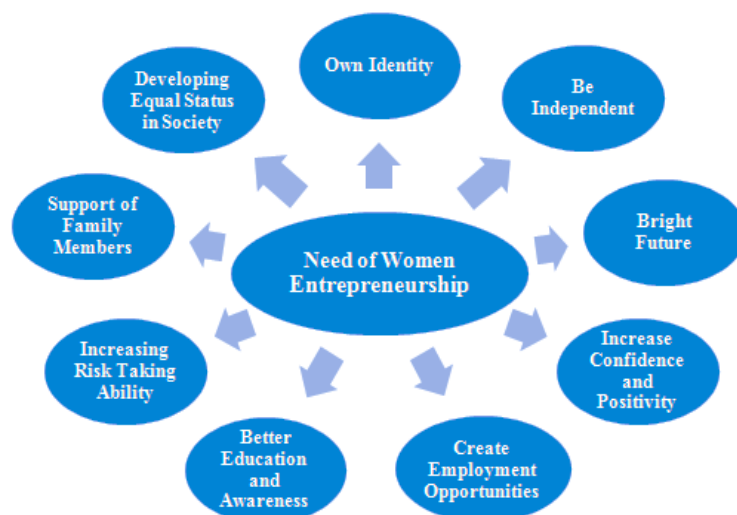 Own Identity
Be
Independent
Bright
Future
Increase
Confidence
and
Positivity
Create
Employment
Opportunities
Better
Education
and
Awareness
Increasing
Risk Taking
Ability
Support of
Family
Members
Developing
Equal Status
in Society
Need of Women
Entrepreneurship